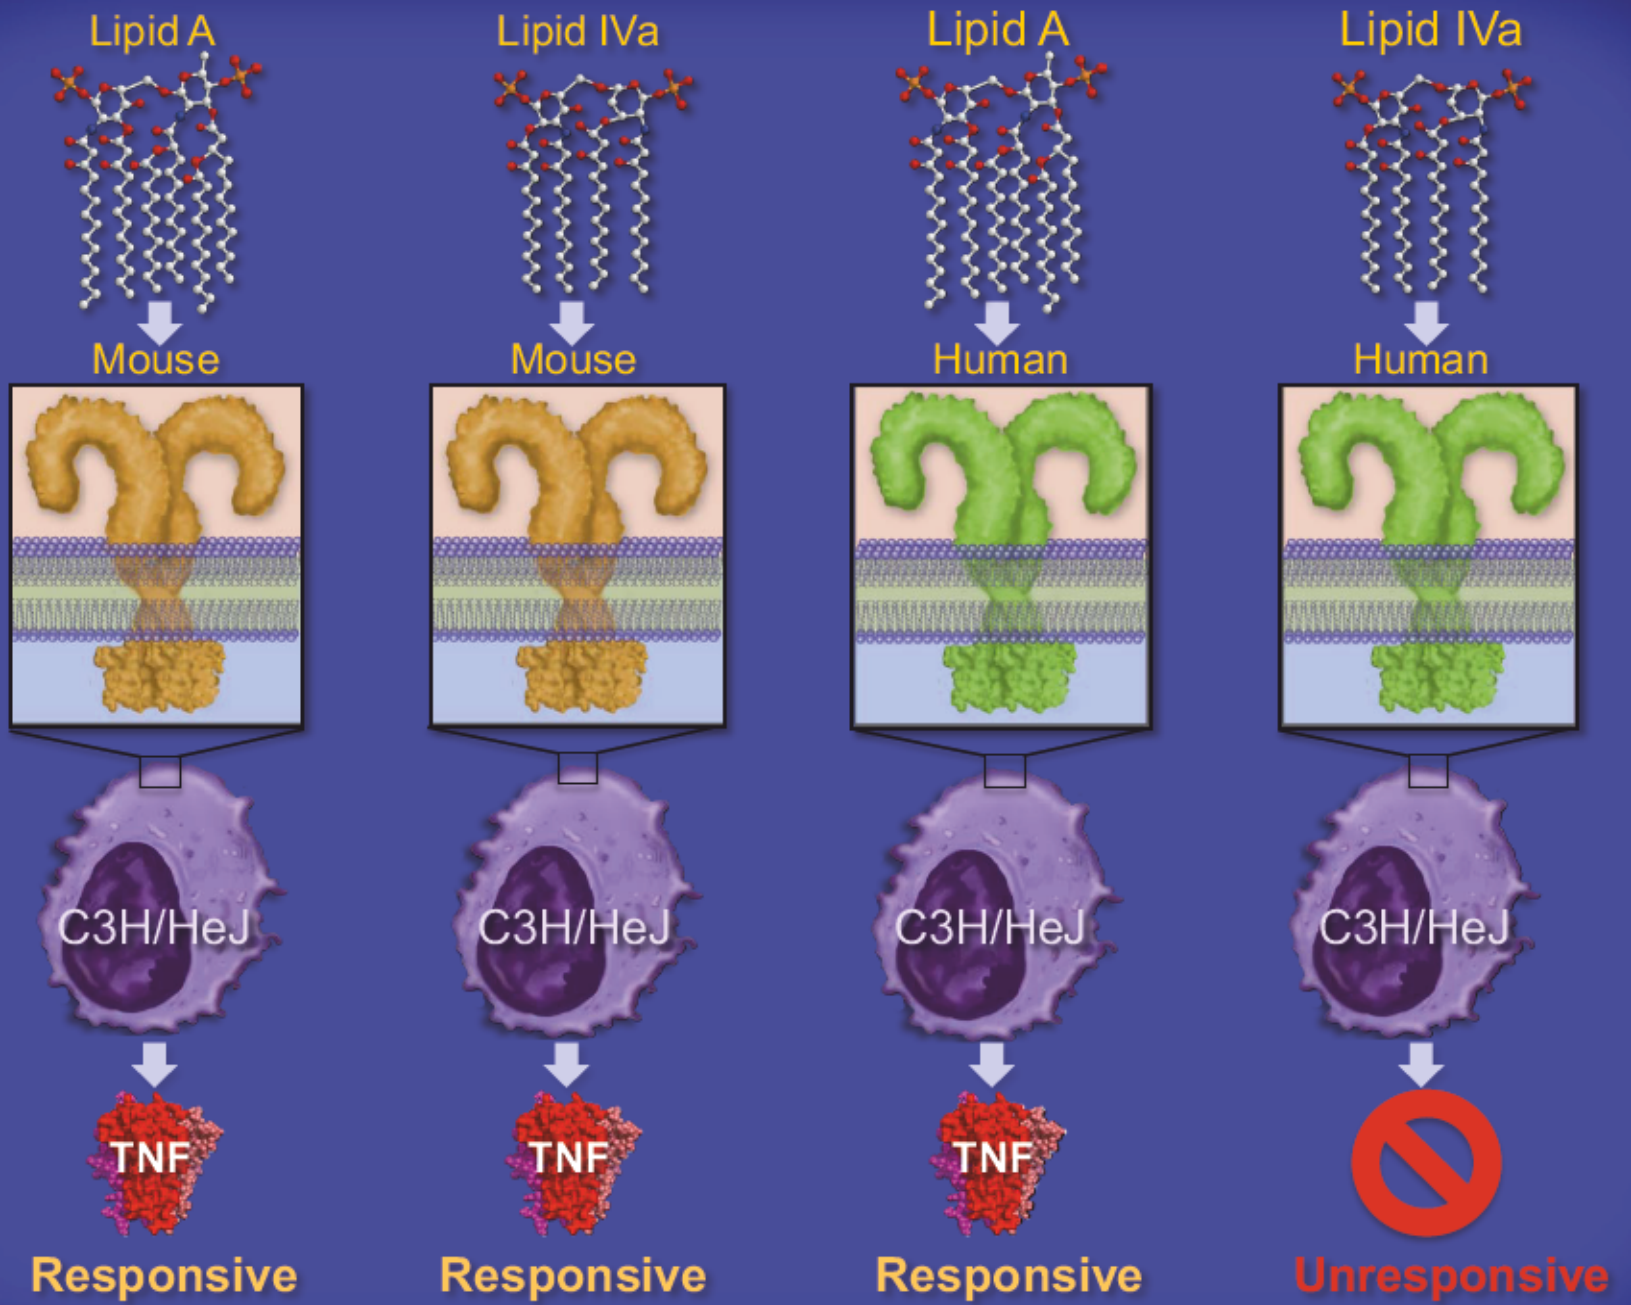 Lipid A
Lipid IVa
Lipid A
Lipid IVa
Mouse
Mouse
Human
Human
C3H/HeJ
C3H/HeJ
C3H/HeJ
C3H/HeJ
TNF
TNF
TNF
Responsive
Responsive
Responsive
Unresponsive